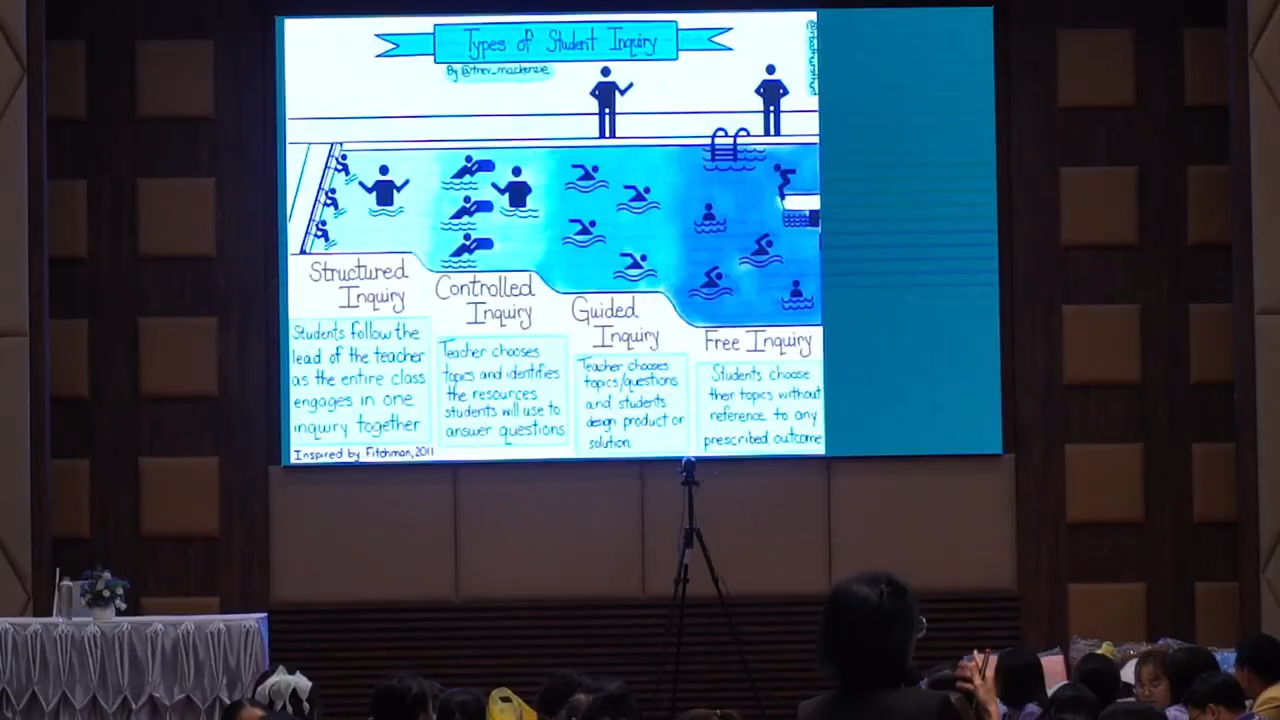 Types of Student Inquiry
By @trev_mackenzie
Structured
Inquiry
Students follow the
lead of the teacher
as the entire class
engages in one
inquiry together
Controlled
Inquiry
Teacher chooses
topics and identifies
the resources
students will use to
answer questions
Guided
Inquiry
Teacher chooses
topics/questions
and students
design product or
solution
Free Inquiry
Students choose
ther topics without
reference to any
prescribed outcome
Inspired by Fitchman, 2011